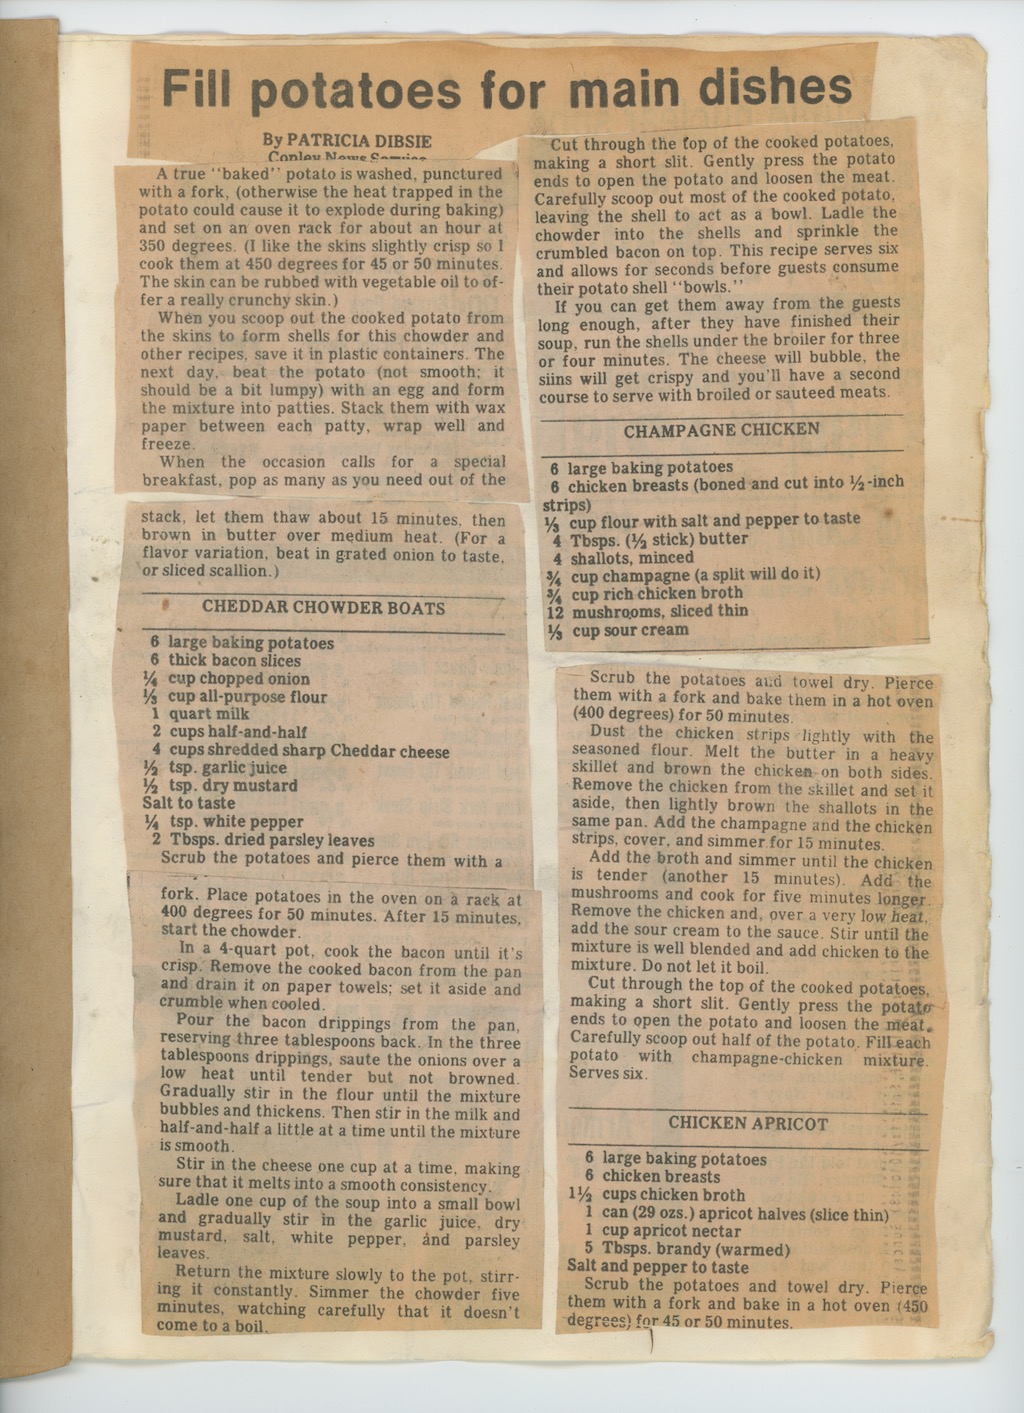 Fill potatoes for main dishes
By PATRICIA DIBSIE
Copley News Service
A true "baked" potato is washed, punctured
with a fork, (otherwise the heat trapped in the
potato could cause it to explode during baking)
and set on an oven rack for about an hour at
350 degrees. (I like the skins slightly crisp so I
cook them at 450 degrees for 45 or 50 minutes.
The skin can be rubbed with vegetable oil to of-
fer a really crunchy skin.)
When you scoop out the cooked potato from
the skins to form shells for this chowder and
other recipes, save it in plastic containers. The
next day, beat the potato (not smooth; it
should be a bit lumpy) with an egg and form
the mixture into patties. Stack them with wax
paper between each patty, wrap well and
freeze.
When the occasion calls for a special
breakfast, pop as many as you need out of the
stack, let them thaw about 15 minutes, then
brown in butter over medium heat. (For a
flavor variation, beat in grated onion to taste,
or sliced scallion.)
CHEDDAR CHOWDER BOATS
6 large baking potatoes
6 thick bacon slices
¼ cup chopped onion
⅓ cup all-purpose flour
1 quart milk
2 cups half-and-half
4 cups shredded sharp Cheddar cheese
½ tsp. garlic juice
½ tsp. dry mustard
Salt to taste
¼ tsp. white pepper
2 Tbsps. dried parsley leaves
Scrub the potatoes and pierce them with a
fork. Place potatoes in the oven on a rack at
400 degrees for 50 minutes. After 15 minutes,
start the chowder.
In a 4-quart pot, cook the bacon until it's
crisp. Remove the cooked bacon from the pan
and drain it on paper towels; set it aside and
crumble when cooled.
Pour the bacon drippings from the pan,
reserving three tablespoons back. In the three
tablespoons drippings, saute the onions over a
low heat until tender but not browned.
Gradually stir in the flour until the mixture
bubbles and thickens. Then stir in the milk and
half-and-half a little at a time until the mixture
is smooth.
Stir in the cheese one cup at a time, making
sure that it melts into a smooth consistency.
Ladle one cup of the soup into a small bowl
and gradually stir in the garlic juice, dry
mustard, salt, white pepper, and parsley
leaves.
Return the mixture slowly to the pot, stirr-
ing it constantly. Simmer the chowder five
minutes, watching carefully that it doesn't
come to a boil.
Cut through the top of the cooked potatoes,
making a short slit. Gently press the potato
ends to open the potato and loosen the meat.
Carefully scoop out most of the cooked potato,
leaving the shell to act as a bowl. Ladle the
chowder into the shells and sprinkle the
crumbled bacon on top. This recipe serves six
and allows for seconds before guests consume
their potato shell "bowls."
If you can get them away from the guests
long enough, after they have finished their
soup, run the shells under the broiler for three
or four minutes. The cheese will bubble, the
siins will get crispy and you'll have a second
course to serve with broiled or sauteed meats.
CHAMPAGNE CHICKEN
6 large baking potatoes
6 chicken breasts (boned and cut into ½-inch
strips)
⅓ cup flour with salt and pepper to taste
4 Tbsps. (½ stick) butter
4 shallots, minced
¾ cup champagne (a split will do it)
¾ cup rich chicken broth
12 mushrooms, sliced thin
⅓ cup sour cream
Scrub the potatoes and towel dry. Pierce
them with a fork and bake them in a hot oven
(400 degrees) for 50 minutes.
Dust the chicken strips lightly with the
seasoned flour. Melt the butter in a heavy
skillet and brown the chicken on both sides.
Remove the chicken from the skillet and set it
aside, then lightly brown the shallots in the
same pan. Add the champagne and the chicken
strips, cover, and simmer for 15 minutes.
Add the broth and simmer until the chicken
is tender (another 15 minutes). Add the
mushrooms and cook for five minutes longer.
Remove the chicken and, over a very low heat,
add the sour cream to the sauce. Stir until the
mixture is well blended and add chicken to the
mixture. Do not let it boil.
Cut through the top of the cooked potatoes,
making a short slit. Gently press the potato
ends to open the potato and loosen the meat.
Carefully scoop out half of the potato. Fill each
potato with champagne-chicken mixture.
Serves six.
CHICKEN APRICOT
6 large baking potatoes
6 chicken breasts
1½ cups chicken broth
1 can (29 ozs.) apricot halves (slice thin)
1 cup apricot nectar
5 Tbsps. brandy (warmed)
Salt and pepper to taste
Scrub the potatoes and towel dry. Pierce
them with a fork and bake in a hot oven (450
degrees) for 45 or 50 minutes.